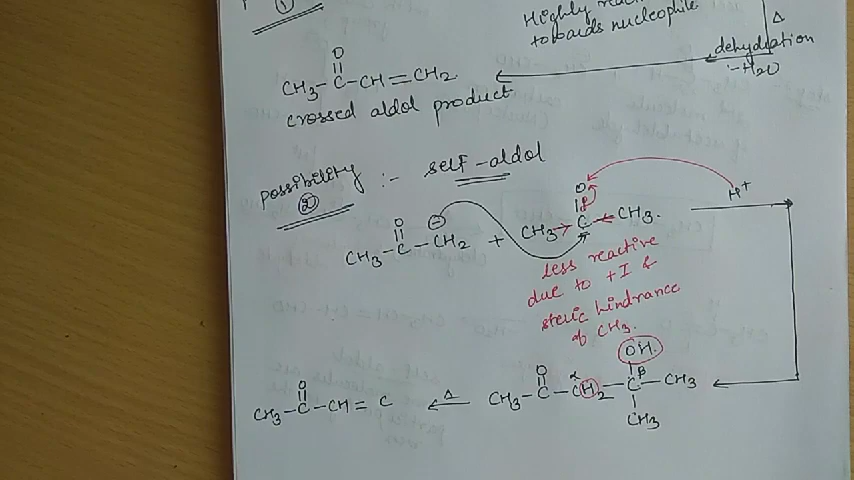 ①
Highly
towards nucleophile
Δ
dehydration
:-H2O
O
||
CH3-C-CH=CH2
crossed aldol product
possibility :- self-aldol
②
O
||
CH3-C-CH2
⊖
+
O
||
CH3→C←CH3.
H+
less reactive
due to +I &
steric hindrance
of CH3.
O
||
CH3-C-CH=C
Δ
O
||
CH3-C-CH2-C-CH3
α
β
OH.
CH3